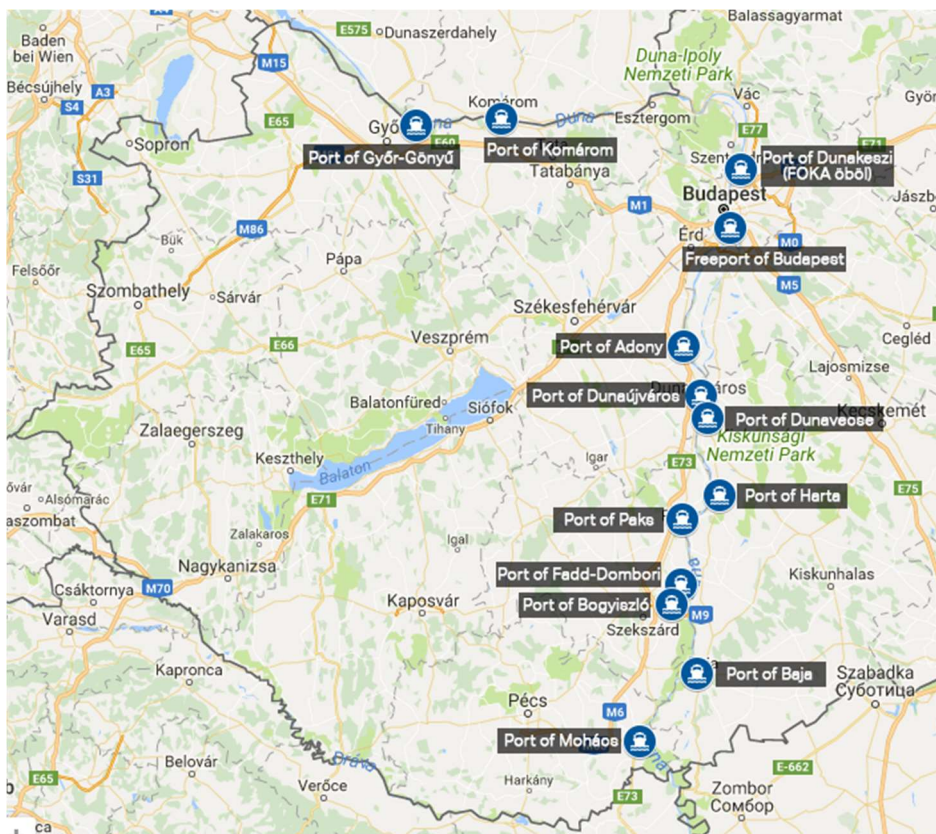 Baden
bei Wien
Bécsújhely
A3
S4
S31
Sopron
M15
E575
Dunaszerdahely
E65
Győ
Port of Győr-Gönyű
E60
Komárom
Port of Komárom
Duna
Esztergom
Tatabánya
Duna-Ipoly
Nemzeti Park
Balassagyarmat
Vác
E77
E71
Port of Dunakeszi
(FOKA öböl)
Budapest
Érd
M0
Freeport of Budapest
M1
M5
M86
Bük
Pápa
Felsőőr
Szombathely
Sárvár
Székesfehérvár
Cegléd
Veszprém
E65
E66
Port of Adony
Lajosmizse
Balatonfüred
Tihany
Siófok
Port of Dunaújváros
Port of Dunavecse
Kecskemét
Kiskunsági
Nemzeti Park
Zalaegerszeg
Keszthely
Balaton
Igar
E73
E71
E75
Alsómarác
Port of Harta
Port of Paks
Zalakaros
Igal
Nagykanizsa
M70
Csáktornya
Varasd
Kaposvár
Port of Fadd-Dombori
Port of Bogyiszló
Kiskunhalas
M9
Szekszárd
Kapronca
Port of Baja
Szabadka
Суботица
Pécs
M6
Port of Mohács
Dráva
Belovár
E65
Verőce
Harkány
E73
E-662
Zombor
Сомбор